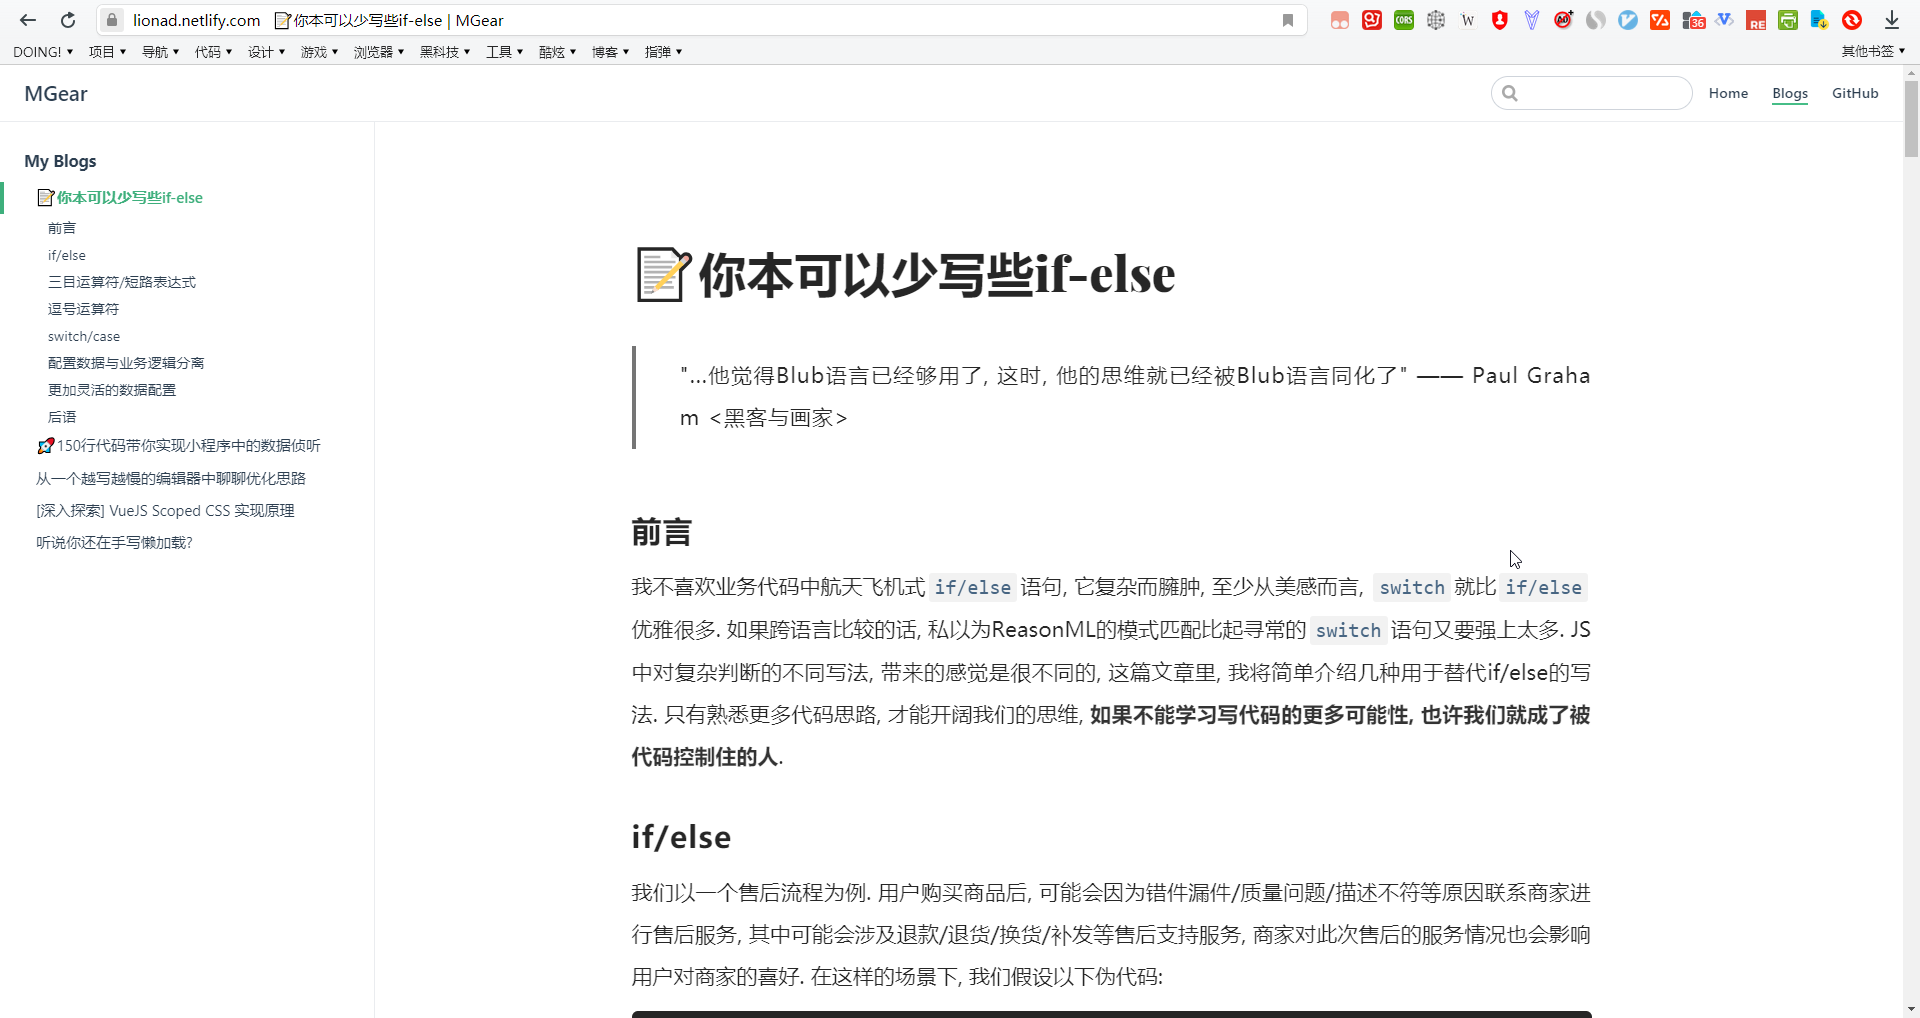 lionad.netlify.com 📝你本可以少写些if-else | MGear
DOING! 项目 导航 代码 设计 游戏 浏览器 黑科技 工具 酷炫 博客 指弹 其他书签
MGear
Home Blogs GitHub
My Blogs
📝你本可以少写些if-else
前言
if/else
三目运算符/短路表达式
逗号运算符
switch/case
配置数据与业务逻辑分离
更加灵活的数据配置
后语
🚀150行代码带你实现小程序中的数据侦听
从一个越写越慢的编辑器中聊聊优化思路
[深入探索] VueJS Scoped CSS 实现原理
听说你还在手写懒加载?
📝你本可以少写些if-else
"...他觉得Blub语言已经够用了, 这时, 他的思维就已经被Blub语言同化了" —— Paul Graha
m <黑客与画家>
前言
我不喜欢业务代码中航天飞机式 if/else 语句, 它复杂而臃肿, 至少从美感而言, switch 就比 if/else
优雅很多. 如果跨语言比较的话, 私以为ReasonML的模式匹配比起寻常的 switch 语句又要强上太多. JS
中对复杂判断的不同写法, 带来的感觉是很不同的, 这篇文章里, 我将简单介绍几种用于替代if/else的写
法. 只有熟悉更多代码思路, 才能开阔我们的思维, 如果不能学习写代码的更多可能性, 也许我们就成了被
代码控制住的人.
if/else
我们以一个售后流程为例. 用户购买商品后, 可能会因为错件漏件/质量问题/描述不符等原因联系商家进
行售后服务, 其中可能会涉及退款/退货/换货/补发等售后支持服务, 商家对此次售后的服务情况也会影响
用户对商家的喜好. 在这样的场景下, 我们假设以下伪代码: